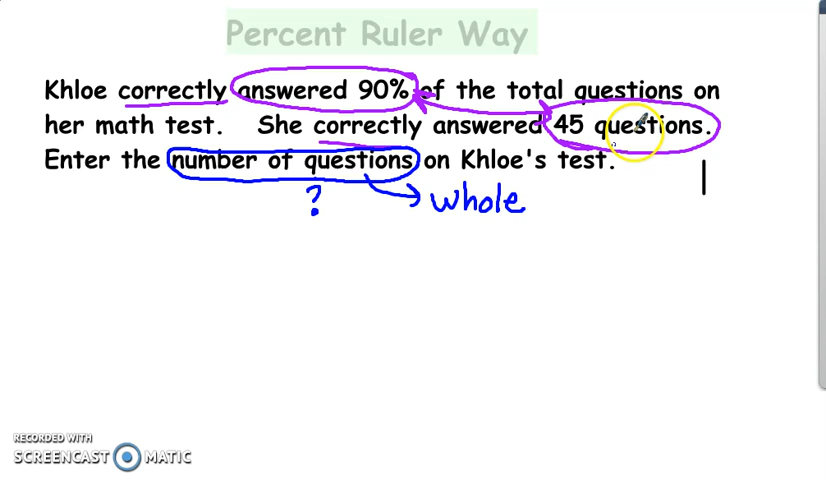 Percent Ruler Way
Khloe correctly answered 90% of the total questions on
her math test. She correctly answered 45 questions.
Enter the number of questions on Khloe's test.
? whole
RECORDED WITH
SCREENCAST MATIC